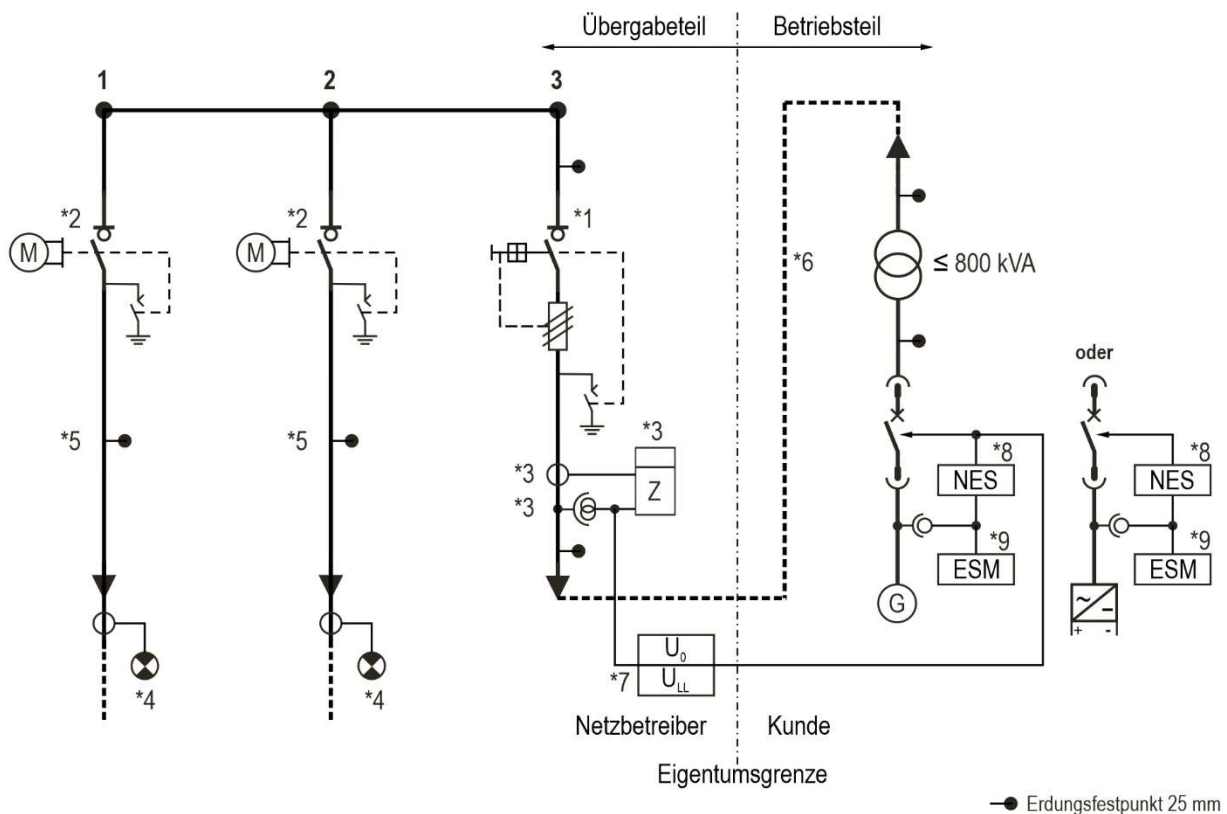 Übergabeteil Betriebsteil
1 2 3
*2 *2 *1
M M
*6 ≤ 800 kVA
oder
*5 *5
*3
*3 Z
*3
*8 *8
NES NES
*9 *9
ESM ESM
G ~ –
+ -
U₀
*4 *4 *7 U_LL
Netzbetreiber Kunde
Eigentumsgrenze
Erdungsfestpunkt 25 mm